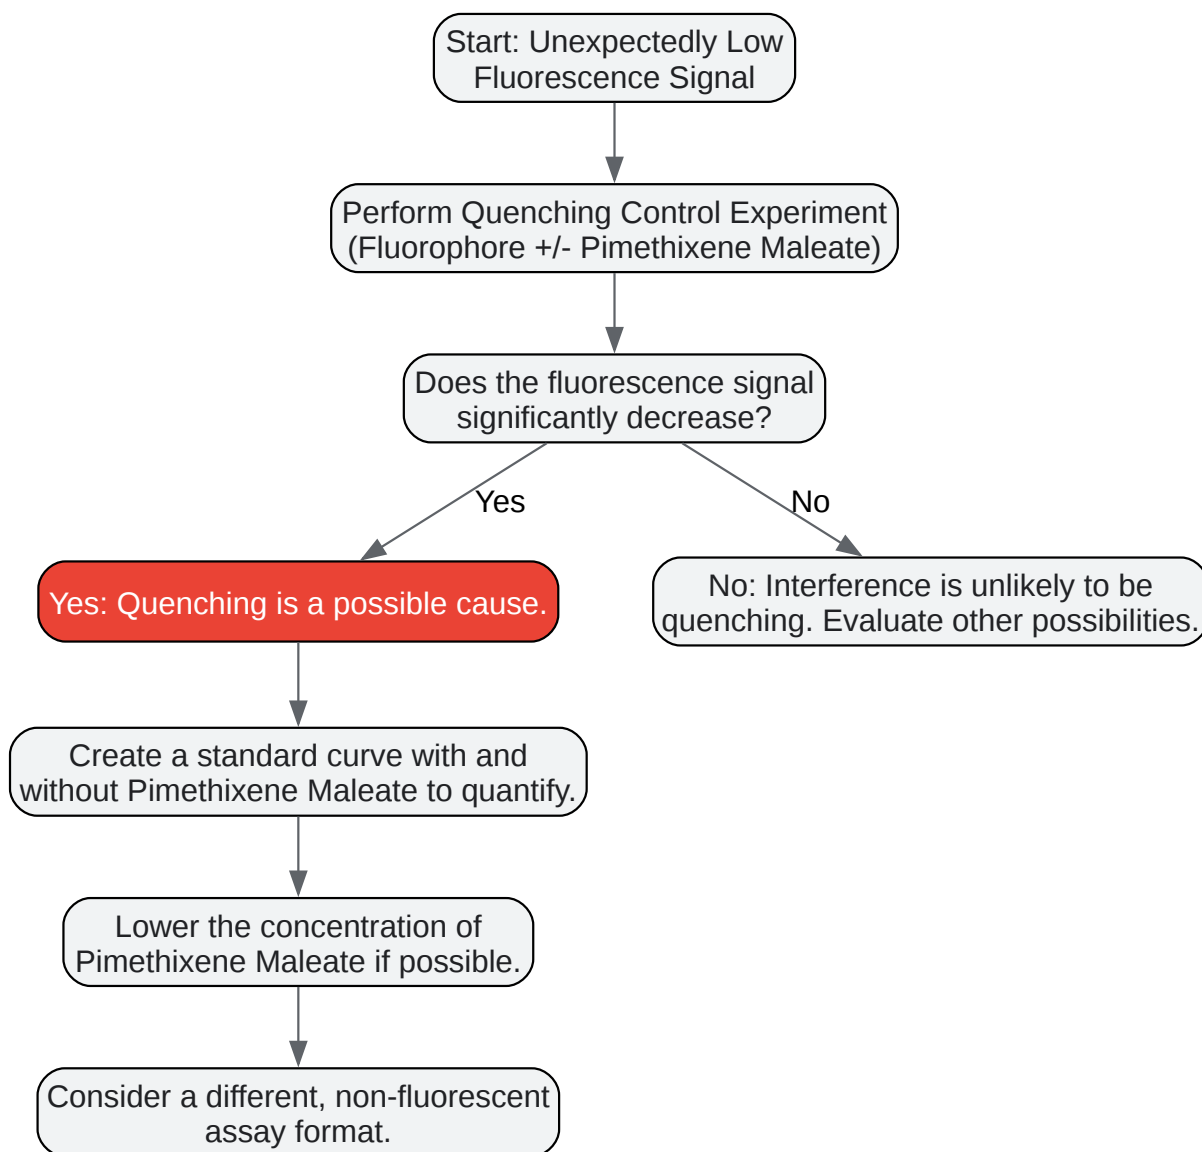 Start: Unexpectedly Low
Fluorescence Signal
Perform Quenching Control Experiment
(Fluorophore +/- Pimethixene Maleate)
Does the fluorescence signal
significantly decrease?
Yes
No
Yes: Quenching is a possible cause.
No: Interference is unlikely to be
quenching. Evaluate other possibilities.
Create a standard curve with and
without Pimethixene Maleate to quantify.
Lower the concentration of
Pimethixene Maleate if possible.
Consider a different, non-fluorescent
assay format.